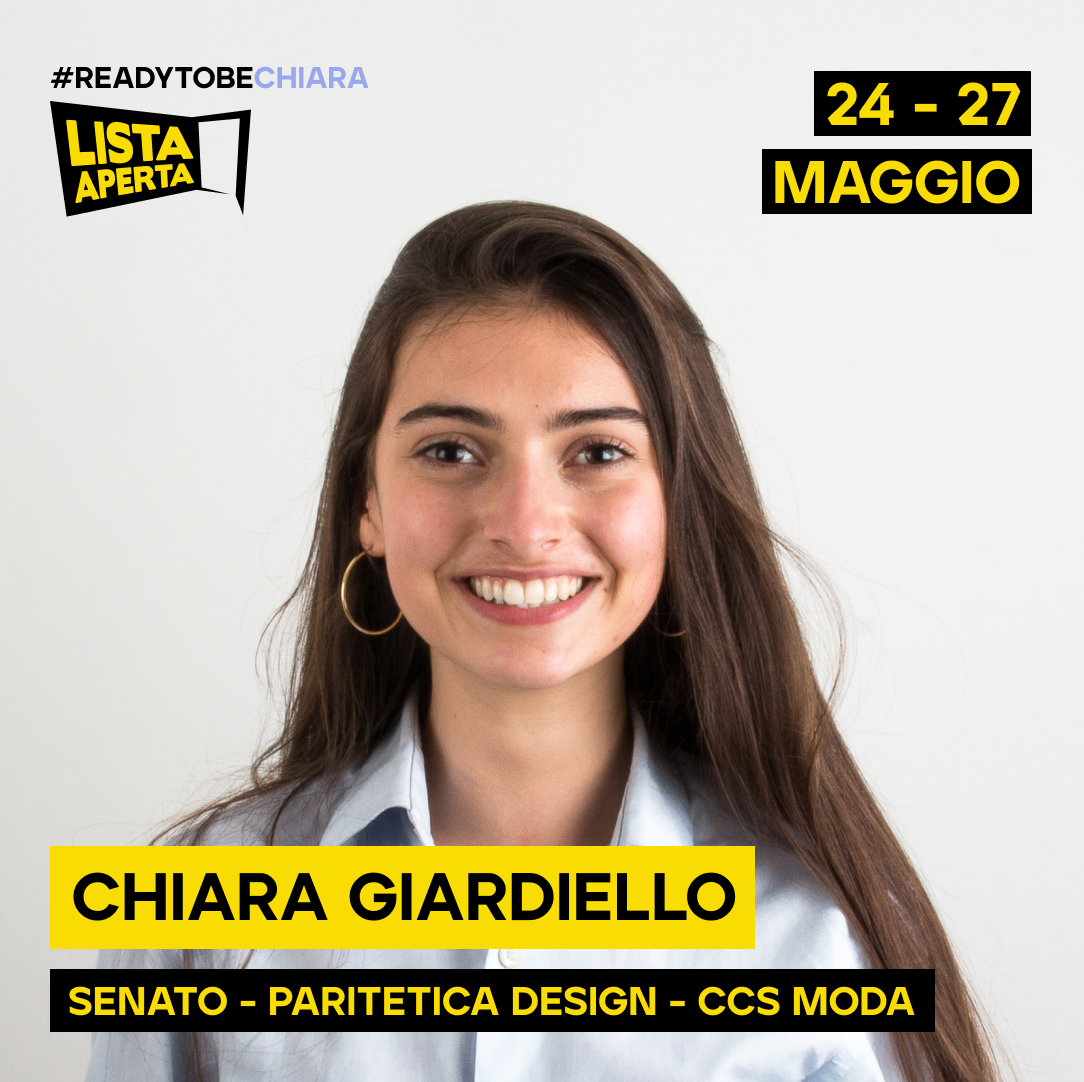 #READYTOBECHIARA
LISTA
APERTA
24 - 27
MAGGIO
CHIARA GIARDIELLO
SENATO - PARITETICA DESIGN - CCS MODA